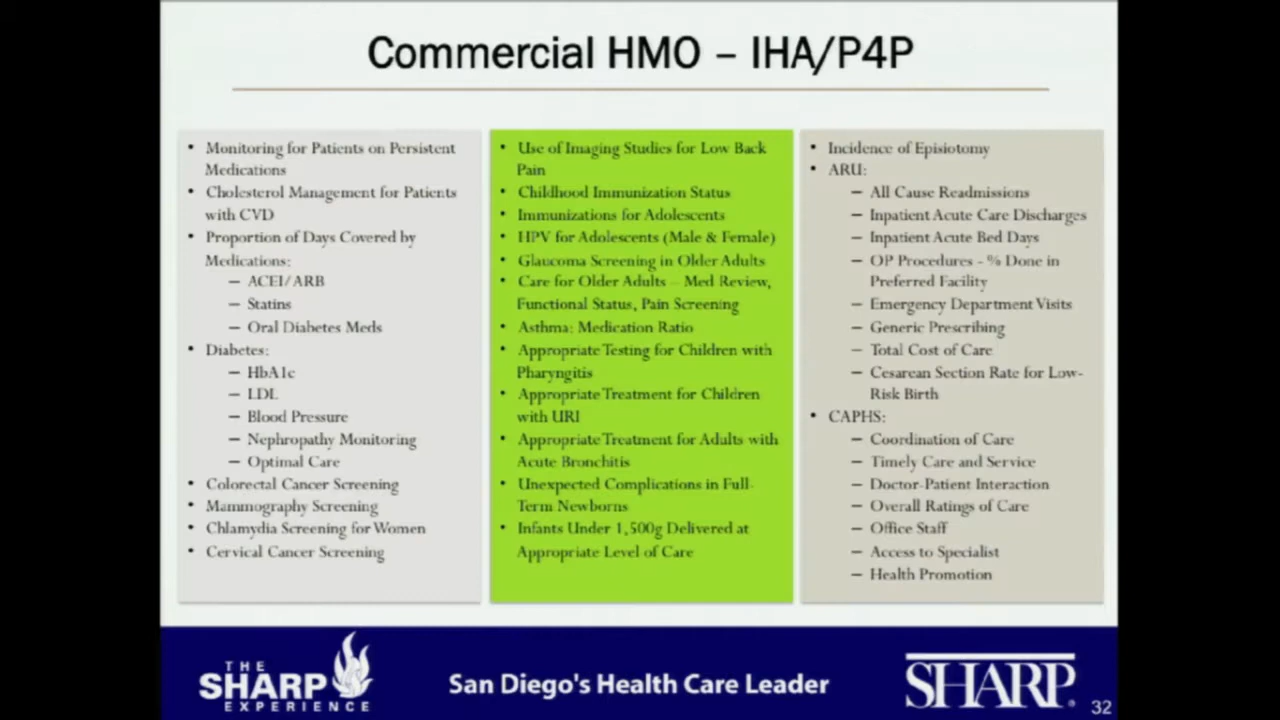 Commercial HMO – IHA/P4P
• Monitoring for Patients on Persistent
Medications
• Cholesterol Management for Patients
with CVD
• Proportion of Days Covered by
Medications:
– ACEI/ARB
– Statins
– Oral Diabetes Meds
• Diabetes:
– HbA1c
– LDL
– Blood Pressure
– Nephropathy Monitoring
– Optimal Care
• Colorectal Cancer Screening
• Mammography Screening
• Chlamydia Screening for Women
• Cervical Cancer Screening
• Use of Imaging Studies for Low Back
Pain
• Childhood Immunization Status
• Immunizations for Adolescents
• HPV for Adolescents (Male & Female)
• Glaucoma Screening in Older Adults
• Care for Older Adults – Med Review,
Functional Status, Pain Screening
• Asthma: Medication Ratio
• Appropriate Testing for Children with
Pharyngitis
• Appropriate Treatment for Children
with URI
• Appropriate Treatment for Adults with
Acute Bronchitis
• Unexpected Complications in Full-
Term Newborns
• Infants Under 1,500g Delivered at
Appropriate Level of Care
• Incidence of Episiotomy
• ARU:
– All Cause Readmissions
– Inpatient Acute Care Discharges
– Inpatient Acute Bed Days
– OP Procedures - % Done in
Preferred Facility
– Emergency Department Visits
– Generic Prescribing
– Total Cost of Care
– Cesarean Section Rate for Low-
Risk Birth
• CAPHS:
– Coordination of Care
– Timely Care and Service
– Doctor-Patient Interaction
– Overall Ratings of Care
– Office Staff
– Access to Specialist
– Health Promotion
THE
SHARP
EXPERIENCE
San Diego's Health Care Leader
SHARP®
32